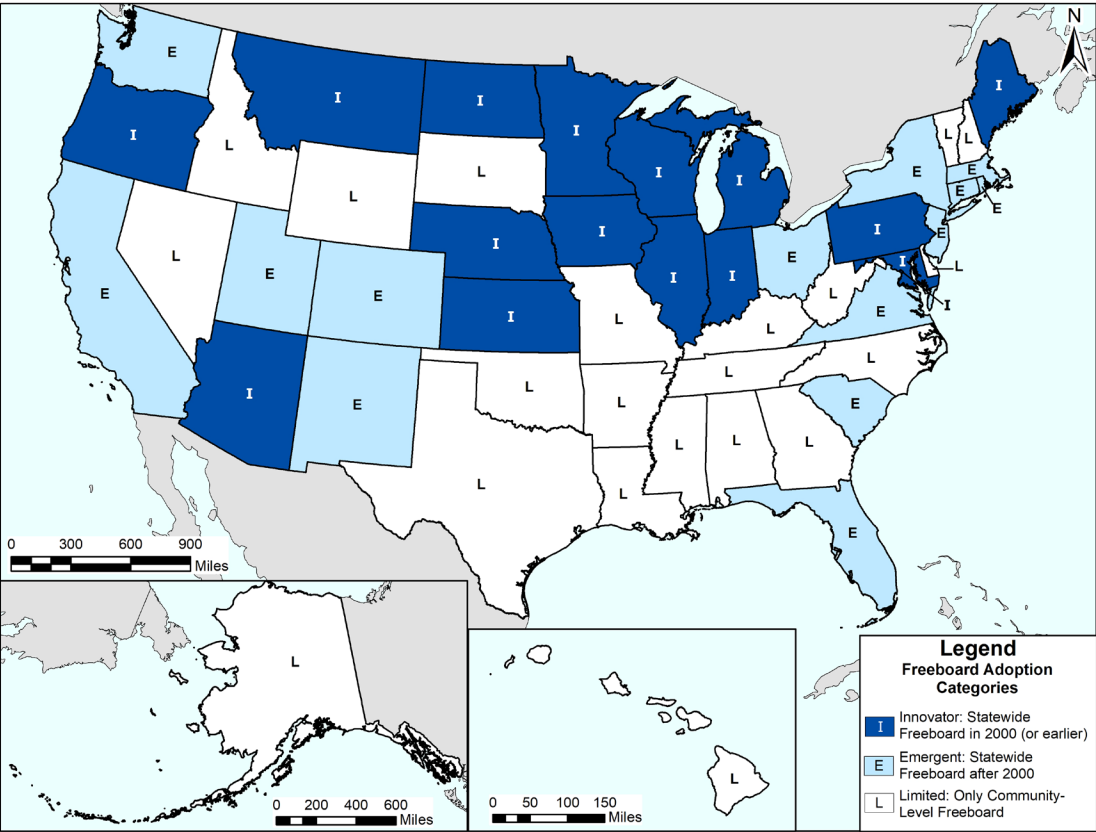 N
E
I
I
I
I
I
I
I
L
L
L
L
L
L
E
E
E
E
E
I
I
I
I
I
E
I
L
I
E
E
L
I
I
I
E
L
L
L
E
I
E
L
L
L
L
L
E
L
L
L
L
L
E
0 300 600 900
Miles
L
0 200 400 600
Miles
L
0 50 100 150
Miles
Legend
Freeboard Adoption
Categories
I Innovator: Statewide
Freeboard in 2000 (or earlier)
E Emergent: Statewide
Freeboard after 2000
L Limited: Only Community-
Level Freeboard